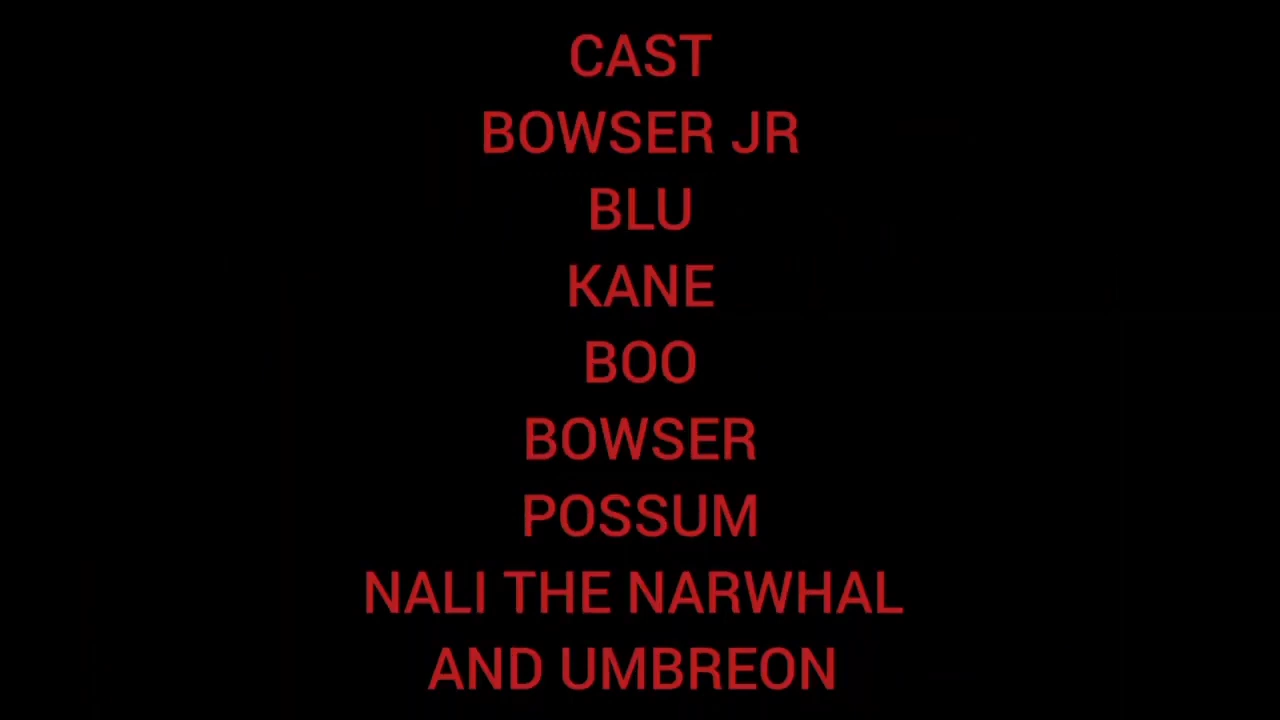 CAST
BOWSER JR
BLU
KANE
BOO
BOWSER
POSSUM
NALI THE NARWHAL
AND UMBREON